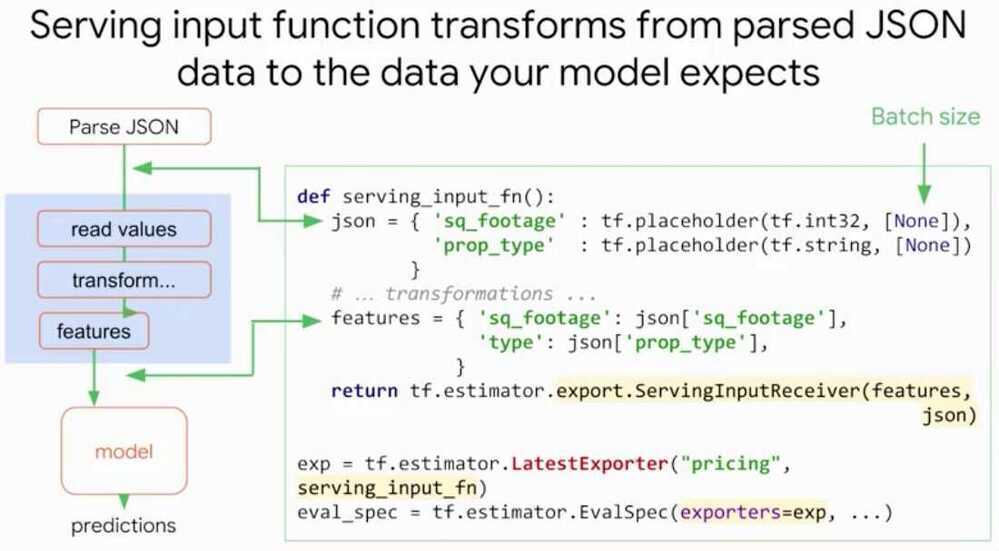 Serving input function transforms from parsed JSON
data to the data your model expects
Parse JSON
read values
transform...
features
model
predictions
Batch size
def serving_input_fn():
json = { 'sq_footage' : tf.placeholder(tf.int32, [None]),
'prop_type' : tf.placeholder(tf.string, [None])
}
# ... transformations ...
features = { 'sq_footage': json['sq_footage'],
'type': json['prop_type'],
}
return tf.estimator.export.ServingInputReceiver(features,
json)
exp = tf.estimator.LatestExporter("pricing",
serving_input_fn)
eval_spec = tf.estimator.EvalSpec(exporters=exp, ...)